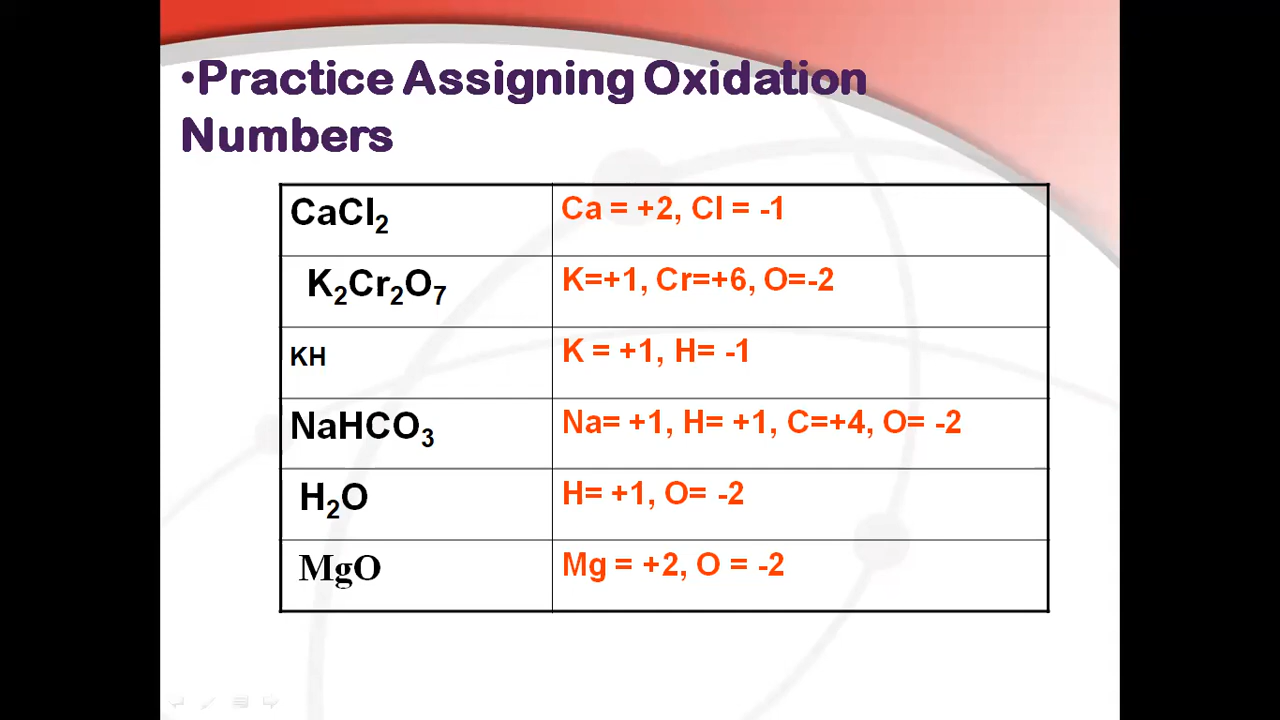 •Practice Assigning Oxidation
Numbers
CaCl₂ Ca = +2, Cl = -1
K₂Cr₂O₇ K=+1, Cr=+6, O=-2
KH K = +1, H= -1
NaHCO₃ Na= +1, H= +1, C=+4, O= -2
H₂O H= +1, O= -2
MgO Mg = +2, O = -2